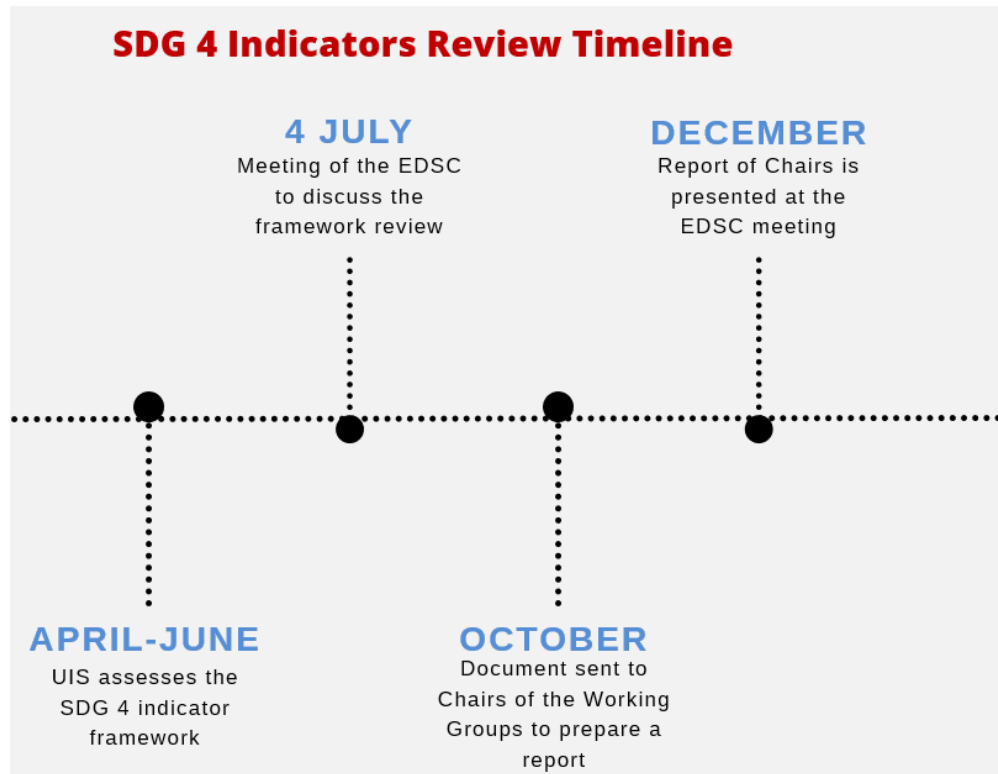 SDG 4 Indicators Review Timeline
4 JULY
Meeting of the EDSC
to discuss the
framework review
DECEMBER
Report of Chairs is
presented at the
EDSC meeting
APRIL-JUNE
UIS assesses the
SDG 4 indicator
framework
OCTOBER
Document sent to
Chairs of the Working
Groups to prepare a
report